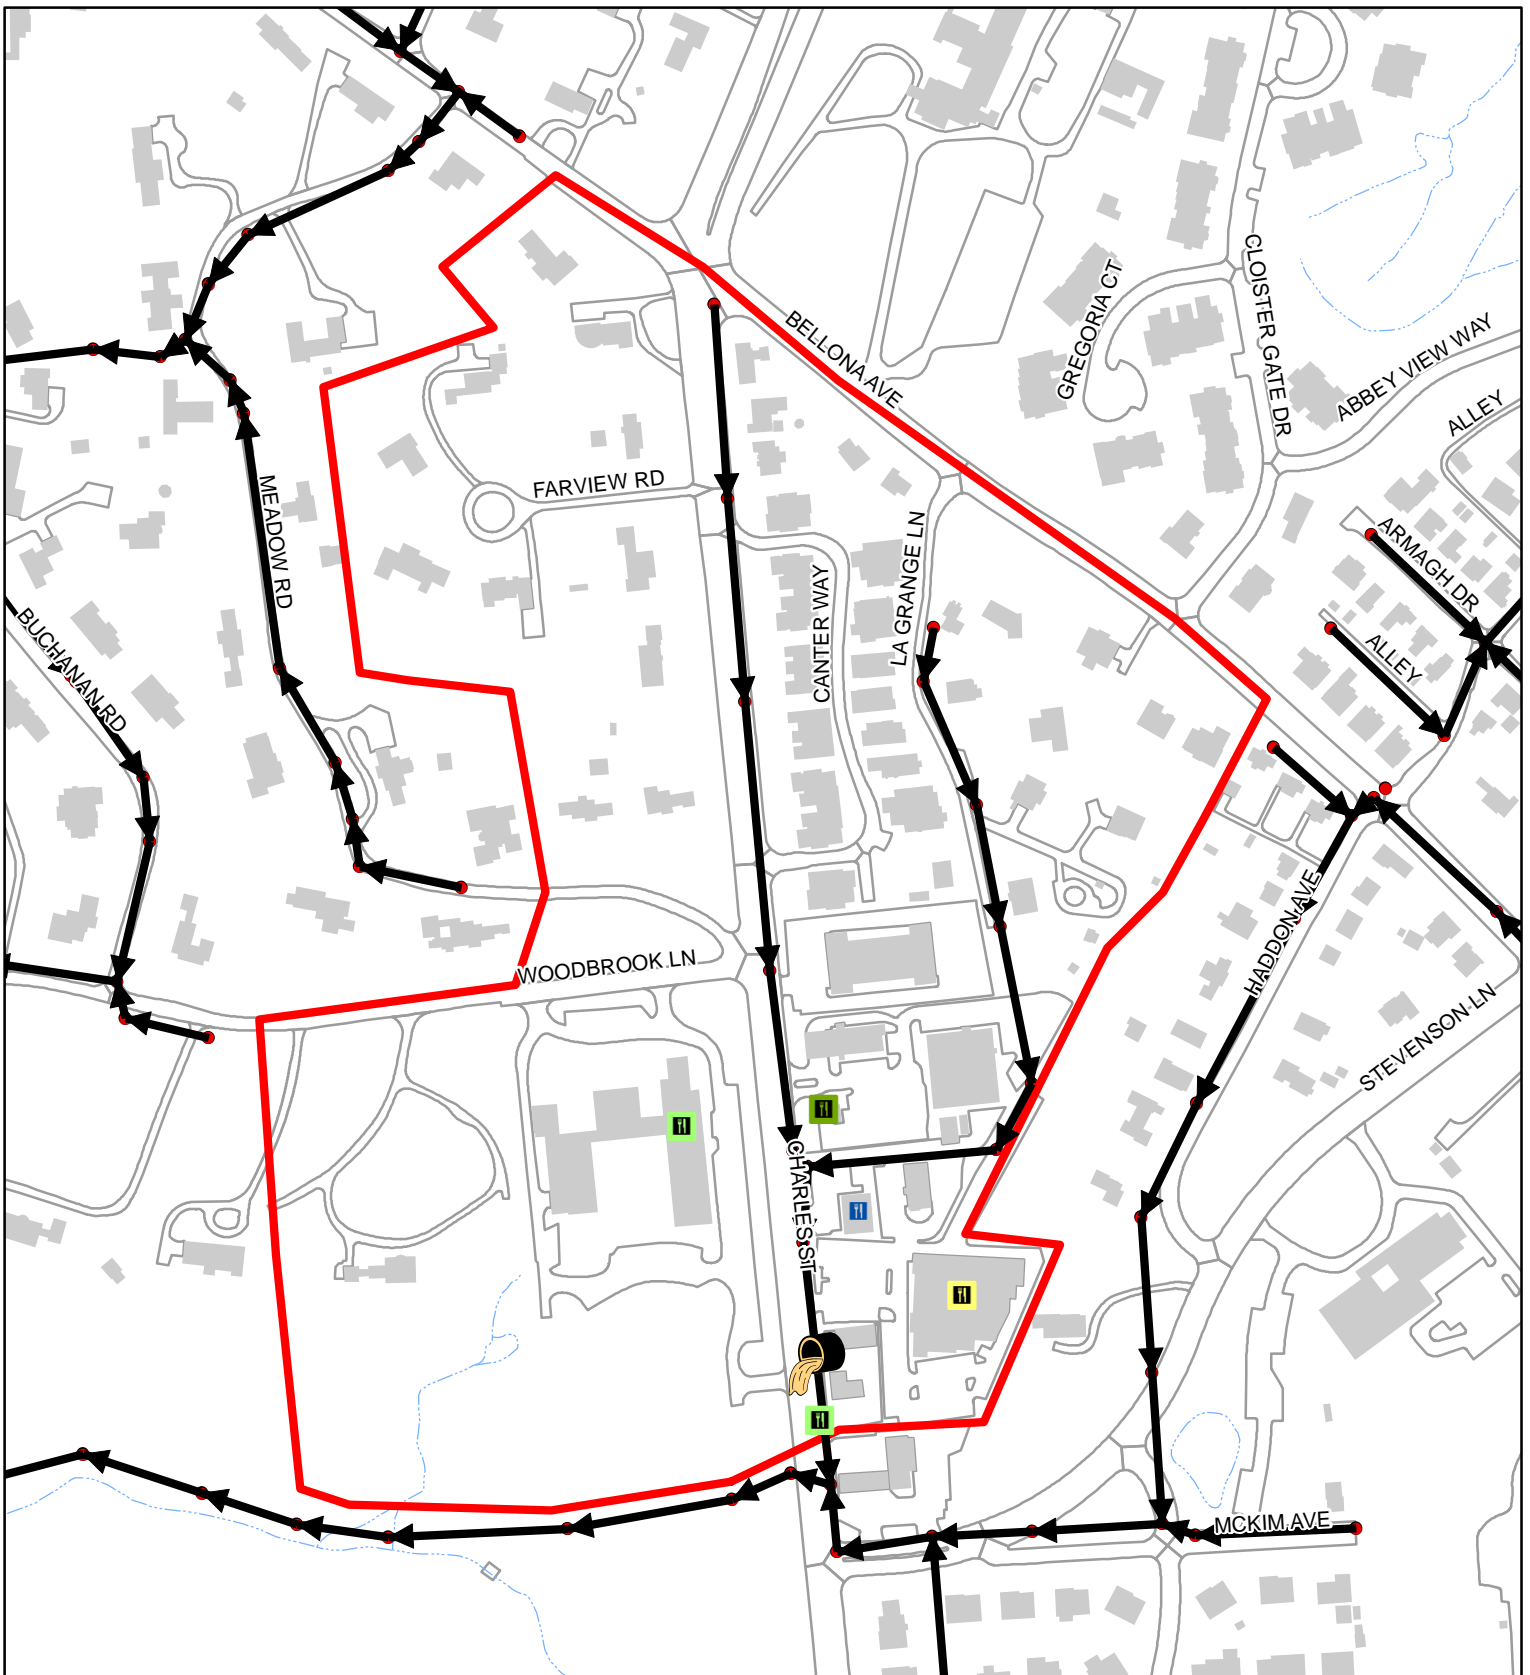 GREGORIA CT
CLOISTER GATE DR
BELLONA AVE
ABBEY VIEW WAY
ALLEY
FARVIEW RD
MEADOW RD
LA GRANGE LN
ARMAGH DR
CANTER WAY
BUCHANAN RD
ALLEY
WOODBROOK LN
HADDON AVE
STEVENSON LN
CHARLES ST
MCKIM AVE